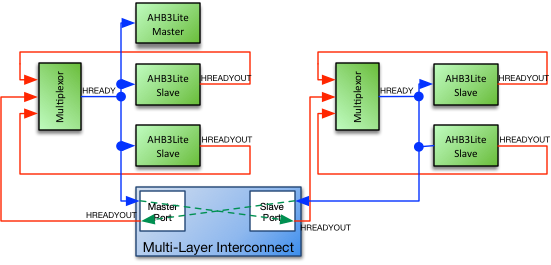 AHB3Lite
Master
Multiplexor
HREADY
AHB3Lite
Slave
HREADYOUT
AHB3Lite
Slave
HREADYOUT
Multiplexor
HREADY
AHB3Lite
Slave
HREADYOUT
AHB3Lite
Slave
HREADYOUT
Master
Port
HREADYOUT
Slave
Port
HREADYOUT
Multi-Layer Interconnect